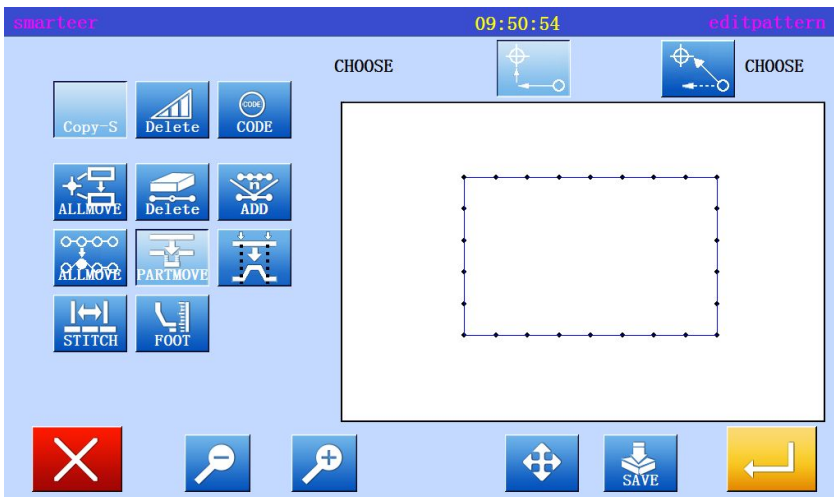 smarteer 09:50:54 editpattern
CHOOSE CHOOSE
Copy-S Delete CODE CODE
ALLMOVE Delete n ADD
ALLMOVE PARTMOVE
STITCH FOOT
SAVE